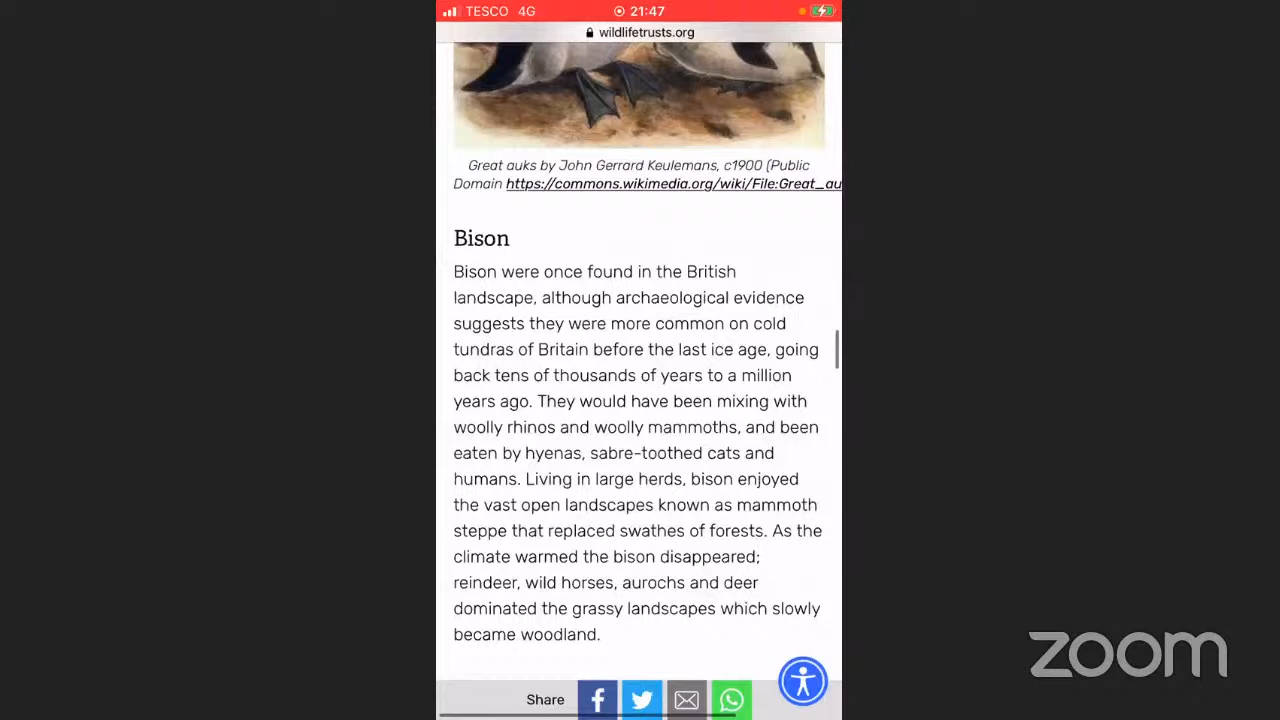 TESCO 4G 21:47
wildlifetrusts.org
Great auks by John Gerrard Keulemans, c1900 (Public
Domain https://commons.wikimedia.org/wiki/File:Great_au
Bison
Bison were once found in the British
landscape, although archaeological evidence
suggests they were more common on cold
tundras of Britain before the last ice age, going
back tens of thousands of years to a million
years ago. They would have been mixing with
woolly rhinos and woolly mammoths, and been
eaten by hyenas, sabre-toothed cats and
humans. Living in large herds, bison enjoyed
the vast open landscapes known as mammoth
steppe that replaced swathes of forests. As the
climate warmed the bison disappeared;
reindeer, wild horses, aurochs and deer
dominated the grassy landscapes which slowly
became woodland.
Share
zoom